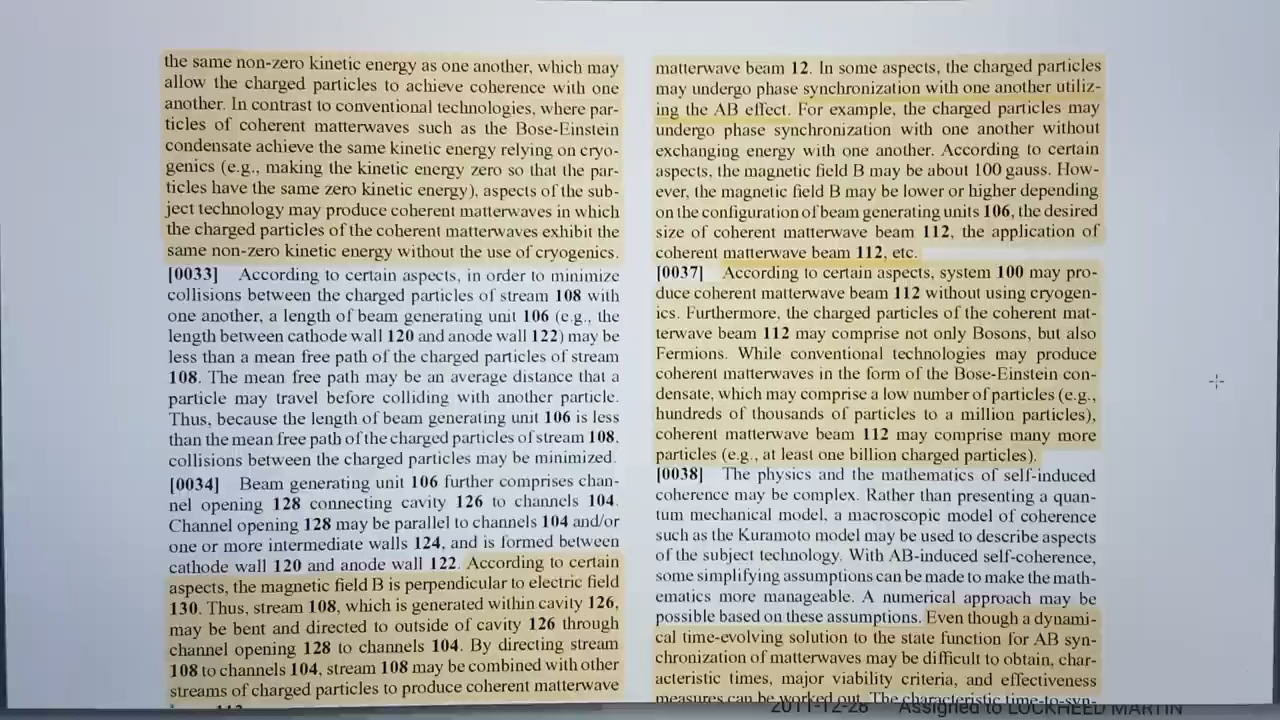 the same non-zero kinetic energy as one another, which may
allow the charged particles to achieve coherence with one
another. In contrast to conventional technologies, where par-
ticles of coherent matterwaves such as the Bose-Einstein
condensate achieve the same kinetic energy relying on cryo-
genics (e.g., making the kinetic energy zero so that the par-
ticles have the same zero kinetic energy), aspects of the sub-
ject technology may produce coherent matterwaves in which
the charged particles of the coherent matterwaves exhibit the
same non-zero kinetic energy without the use of cryogenics.
[0033] According to certain aspects, in order to minimize
collisions between the charged particles of stream 108 with
one another, a length of beam generating unit 106 (e.g., the
length between cathode wall 120 and anode wall 122) may be
less than a mean free path of the charged particles of stream
108. The mean free path may be an average distance that a
particle may travel before colliding with another particle.
Thus, because the length of beam generating unit 106 is less
than the mean free path of the charged particles of stream 108,
collisions between the charged particles may be minimized.
[0034] Beam generating unit 106 further comprises chan-
nel opening 128 connecting cavity 126 to channels 104.
Channel opening 128 may be parallel to channels 104 and/or
one or more intermediate walls 124, and is formed between
cathode wall 120 and anode wall 122. According to certain
aspects, the magnetic field B is perpendicular to electric field
130. Thus, stream 108, which is generated within cavity 126,
may be bent and directed to outside of cavity 126 through
channel opening 128 to channels 104. By directing stream
108 to channels 104, stream 108 may be combined with other
streams of charged particles to produce coherent matterwave
matterwave beam 12. In some aspects, the charged particles
may undergo phase synchronization with one another utiliz-
ing the AB effect. For example, the charged particles may
undergo phase synchronization with one another without
exchanging energy with one another. According to certain
aspects, the magnetic field B may be about 100 gauss. How-
ever, the magnetic field B may be lower or higher depending
on the configuration of beam generating units 106, the desired
size of coherent matterwave beam 112, the application of
coherent matterwave beam 112, etc.
[0037] According to certain aspects, system 100 may pro-
duce coherent matterwave beam 112 without using cryogen-
ics. Furthermore, the charged particles of the coherent mat-
terwave beam 112 may comprise not only Bosons, but also
Fermions. While conventional technologies may produce
coherent matterwaves in the form of the Bose-Einstein con-
densate, which may comprise a low number of particles (e.g.,
hundreds of thousands of particles to a million particles),
coherent matterwave beam 112 may comprise many more
particles (e.g., at least one billion charged particles).
[0038] The physics and the mathematics of self-induced
coherence may be complex. Rather than presenting a quan-
tum mechanical model, a macroscopic model of coherence
such as the Kuramoto model may be used to describe aspects
of the subject technology. With AB-induced self-coherence,
some simplifying assumptions can be made to make the math-
ematics more manageable. A numerical approach may be
possible based on these assumptions. Even though a dynami-
cal time-evolving solution to the state function for AB syn-
chronization of matterwaves may be difficult to obtain, char-
acteristic times, major viability criteria, and effectiveness
measures can be worked out. The characteristic time-to-syn-
2011-12-28 Assigned to LOCKHEED MARTIN